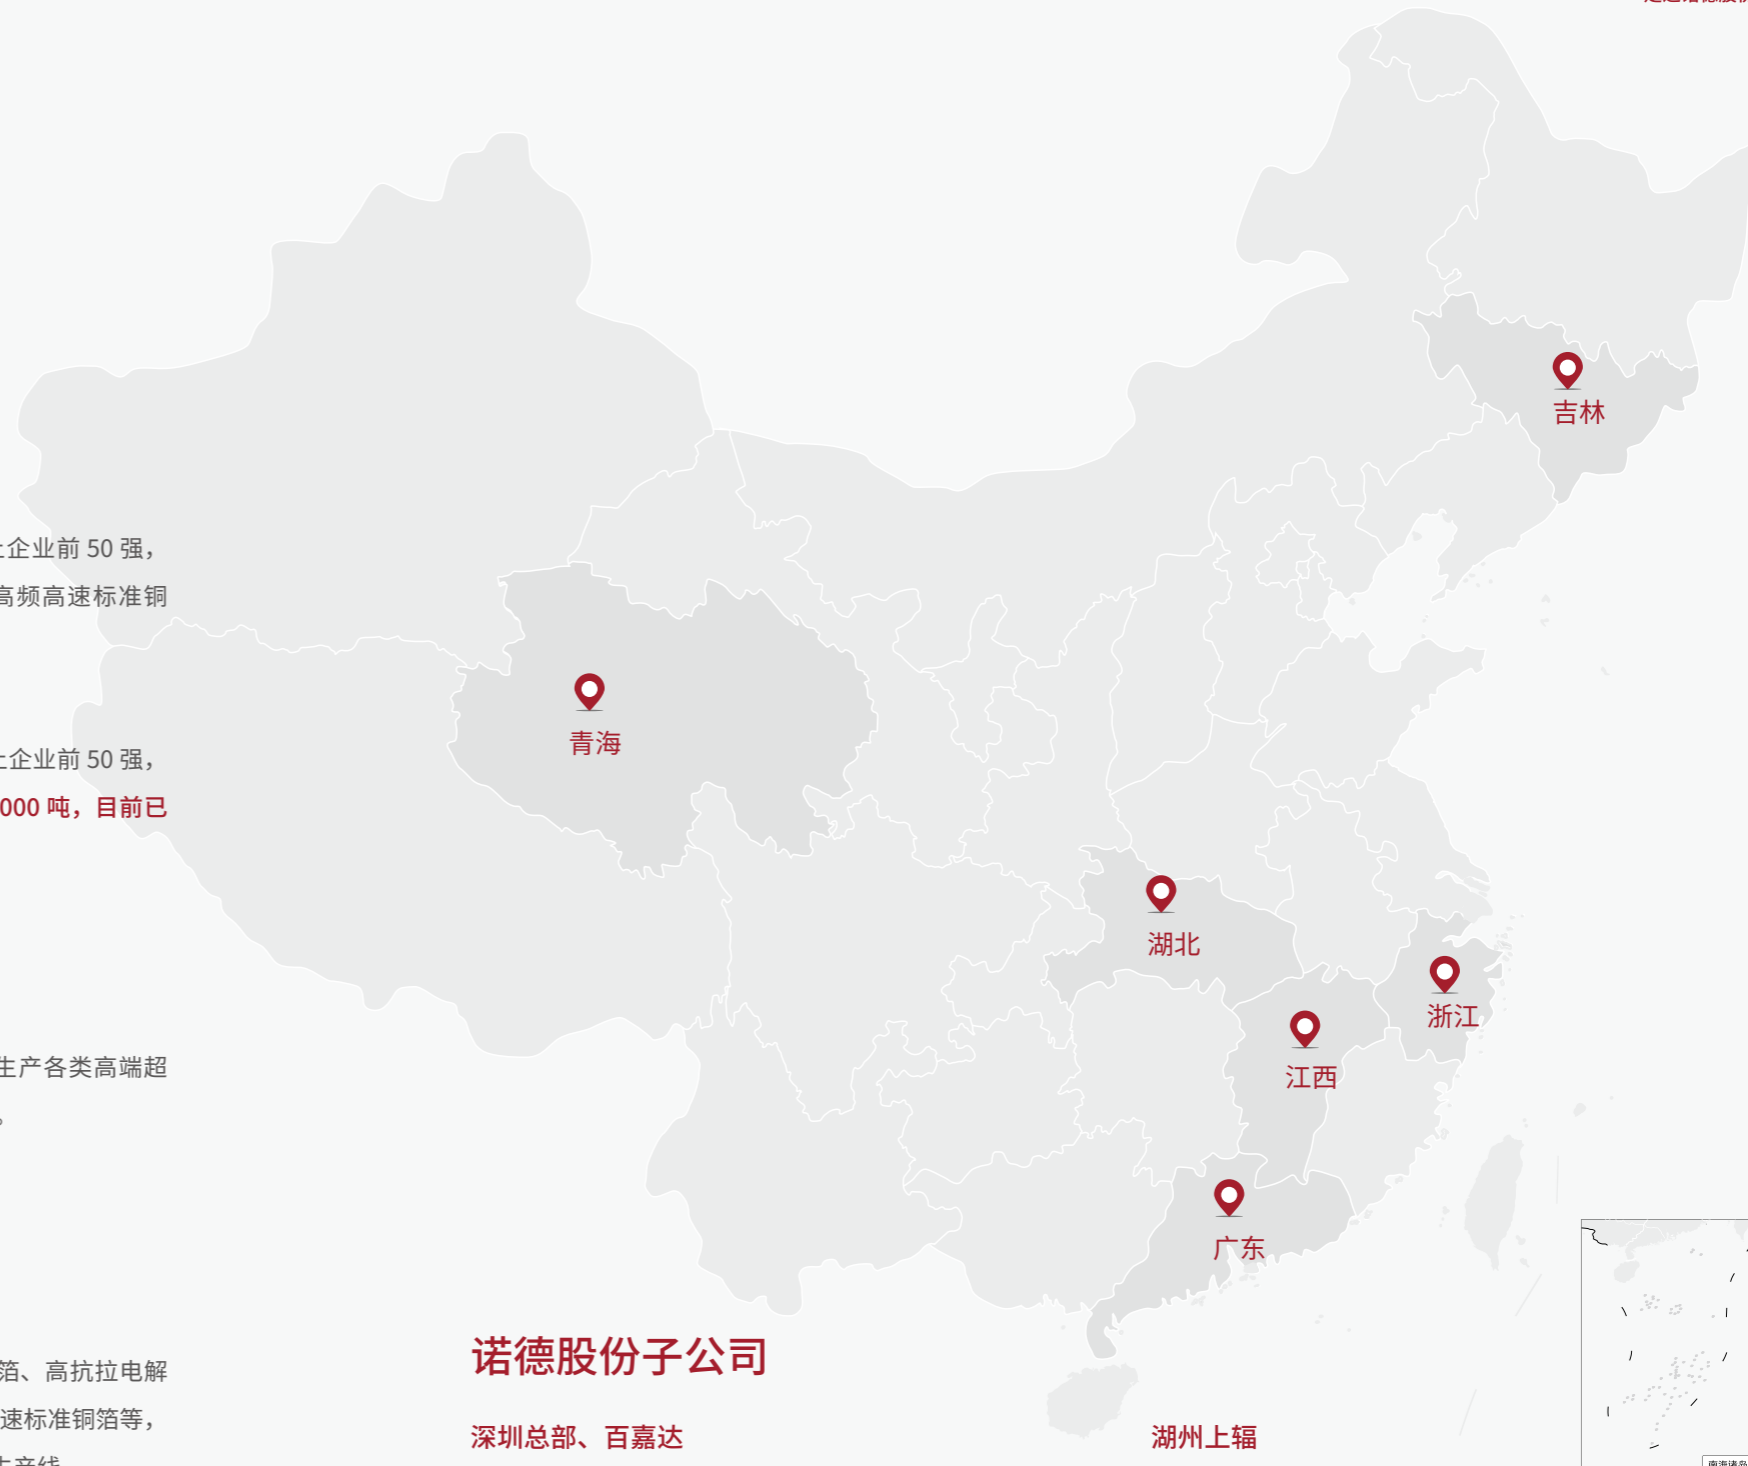 吉林
企业前 50 强，
高频高速标准铜
青海
企业前 50 强，
000 吨，目前已
湖北
浙江
江西
生产各类高端超
。
广东
诺德股份子公司
箔、高抗拉电解
速标准铜箔等，
深圳总部、百嘉达
湖州上辐